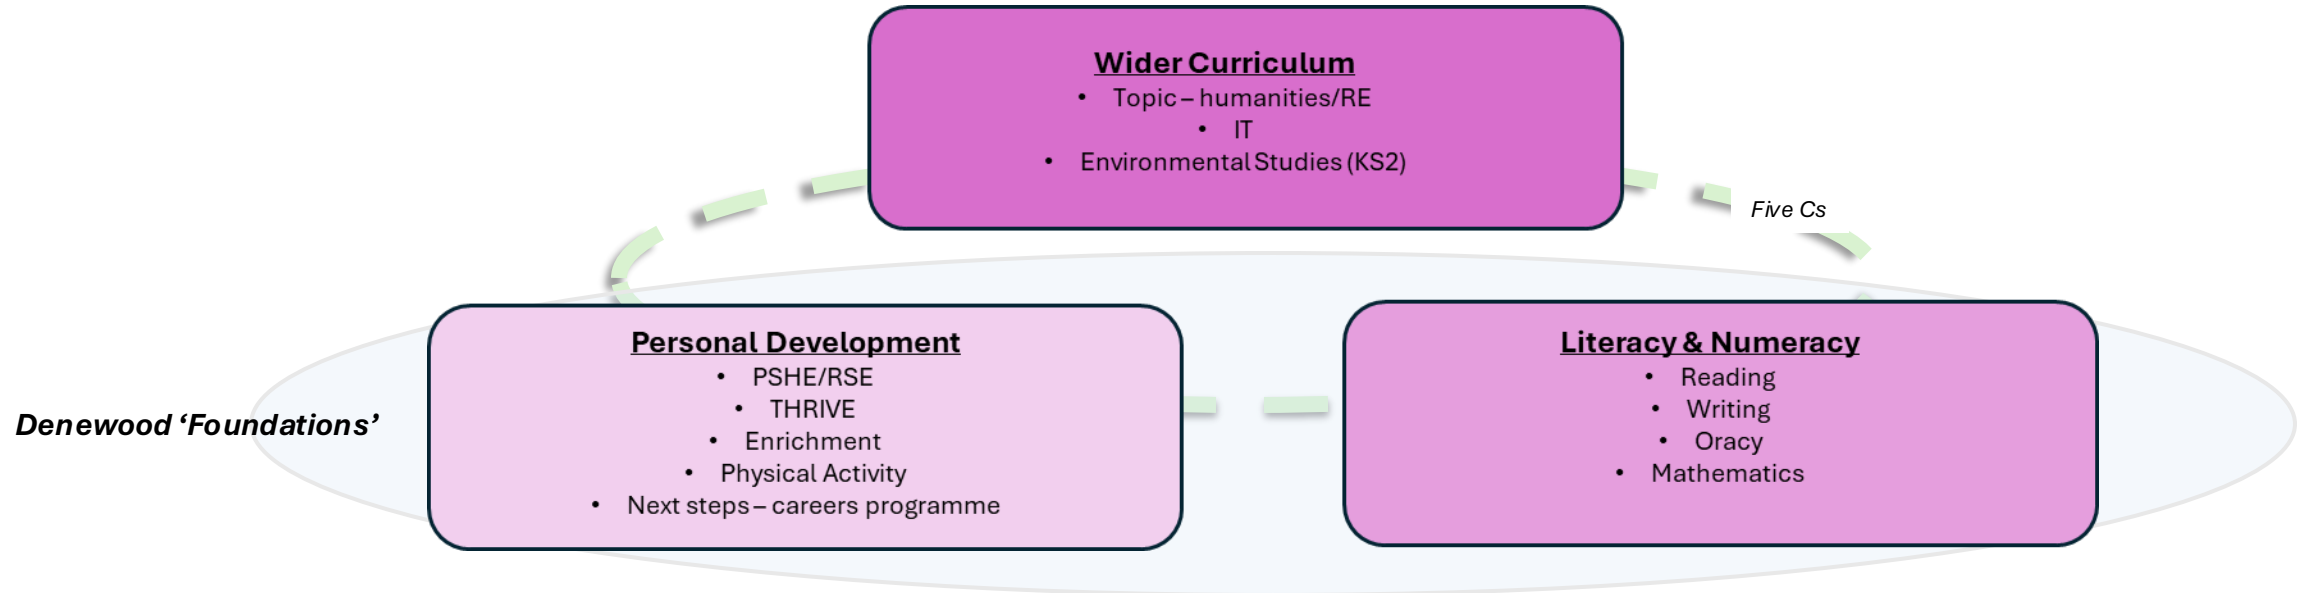 Wider Curriculum
• Topic – humanities/RE
• IT
• Environmental Studies (KS2)
Five Cs
Denewood ‘Foundations’
Personal Development
• PSHE/RSE
• THRIVE
• Enrichment
• Physical Activity
• Next steps – careers programme
Literacy & Numeracy
• Reading
• Writing
• Oracy
• Mathematics